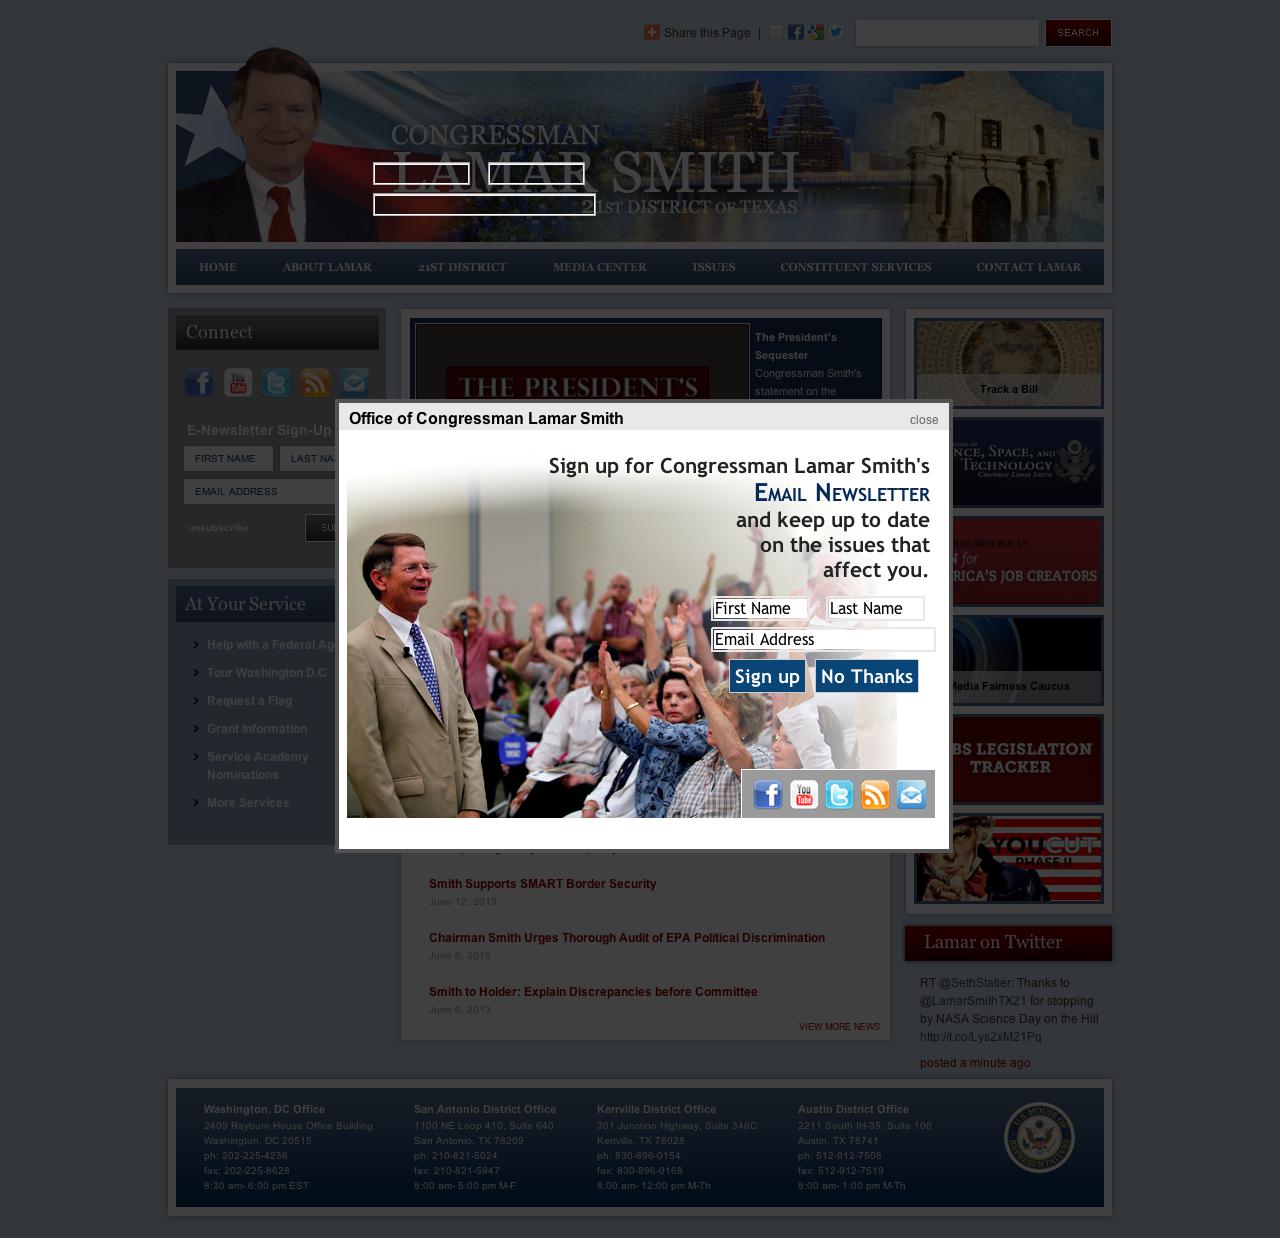 Share this Page |
SEARCH
CONGRESSMAN
LAMAR SMITH
21ST DISTRICT OF TEXAS
HOME ABOUT LAMAR 21ST DISTRICT MEDIA CENTER ISSUES CONSTITUENT SERVICES CONTACT LAMAR
Connect
You Tube
E-Newsletter Sign-Up
FIRST NAME LAST NA
EMAIL ADDRESS
unsubscribe SU
At Your Service
Help with a Federal Ag
Tour Washington D.C
Request a Flag
Grant Information
Service Academy
Nominations
More Services
THE PRESIDENT'S
The President's
Sequester
Congressman Smith's
statement on the
Office of Congressman Lamar Smith
close
Sign up for Congressman Lamar Smith's
EMAIL NEWSLETTER
and keep up to date
on the issues that
affect you.
First Name Last Name
Email Address
Sign up No Thanks
You Tube
Smith Supports SMART Border Security
June 12, 2013
Chairman Smith Urges Thorough Audit of EPA Political Discrimination
June 6, 2013
Smith to Holder: Explain Discrepancies before Committee
June 6, 2013
VIEW MORE NEWS
Track a Bill
NCE, SPACE, AND
TECHNOLOGY
CHAIRMAN LAMAR SMITH
OUSE REPUBLICAN
N for
RICA'S JOB CREATORS
Media Fairness Caucus
BS LEGISLATION
TRACKER
YOUCUT
PHASE II
Lamar on Twitter
RT @SethStatler: Thanks to
@LamarSmithTX21 for stopping
by NASA Science Day on the Hill
http://t.co/Lys2xM21Pq
posted a minute ago
Washington, DC Office
2409 Rayburn House Office Building
Washington, DC 20515
ph: 202-225-4236
fax: 202-225-8628
8:30 am- 6:00 pm EST
San Antonio District Office
1100 NE Loop 410, Suite 640
San Antonio, TX 78209
ph: 210-821-5024
fax: 210-821-5947
8:00 am- 5:00 pm M-F
Kerrville District Office
301 Junction Highway, Suite 346C
Kerrville, TX 78028
ph: 830-896-0154
fax: 830-896-0168
8:00 am- 12:00 pm M-Th
Austin District Office
2211 South IH-35, Suite 106
Austin, TX 78741
ph: 512-912-7508
fax: 512-912-7519
8:00 am- 1:00 pm M-Th
U.S. HOUSE OF
REPRESENTATIVES